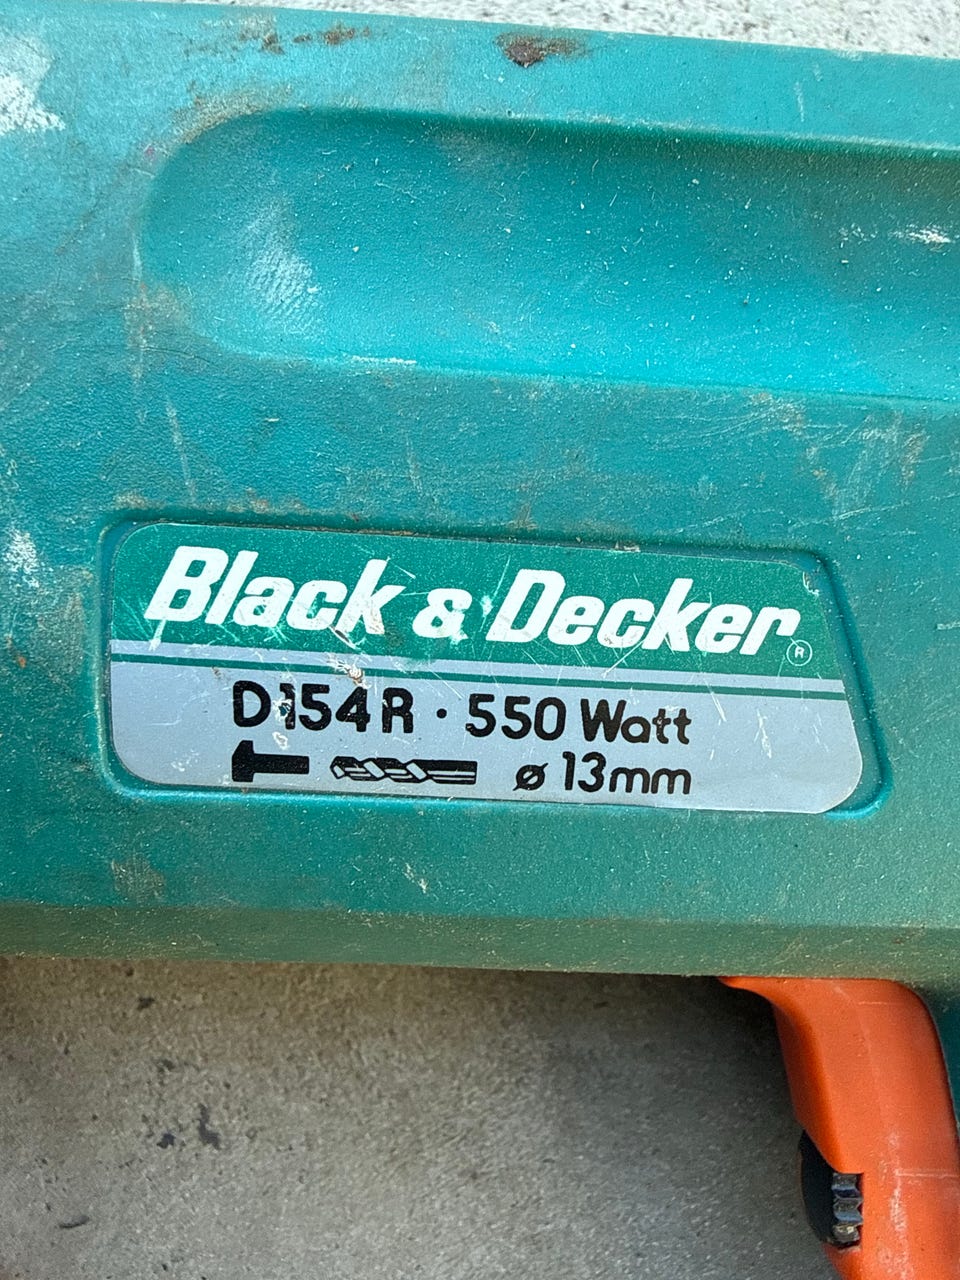 Black & Decker®
D154R · 550 Watt
ø 13mm